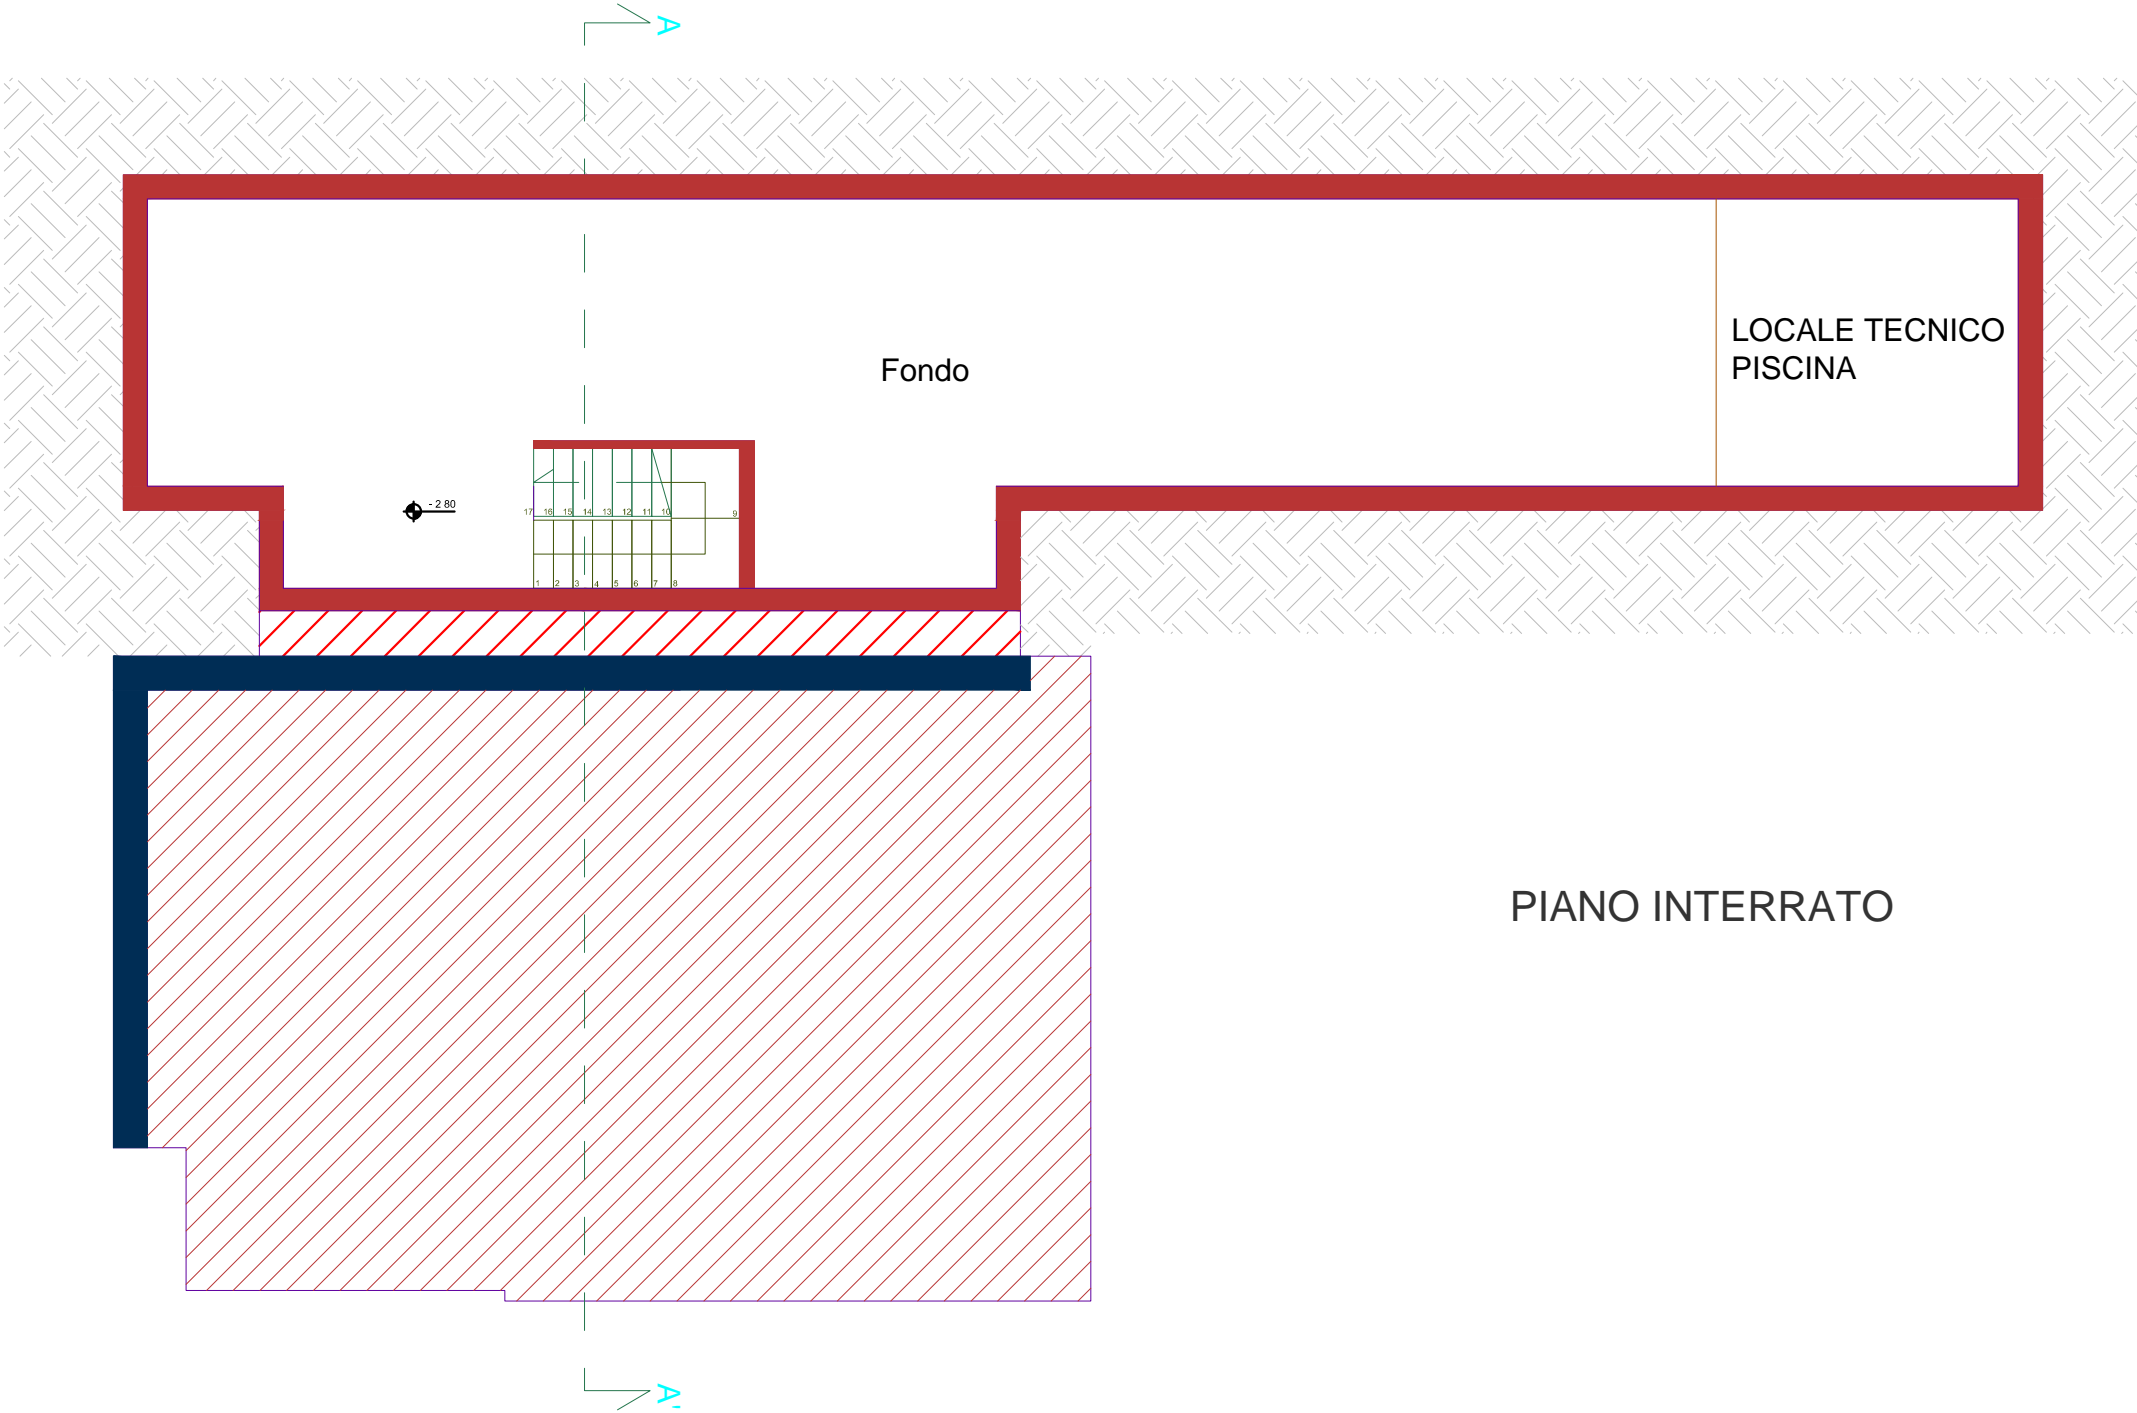 A
LOCALE TECNICO
PISCINA
Fondo
- 2 80
17 16 15 14 13 12 11 10 9
1 2 3 4 5 6 7 8
PIANO INTERRATO
A'